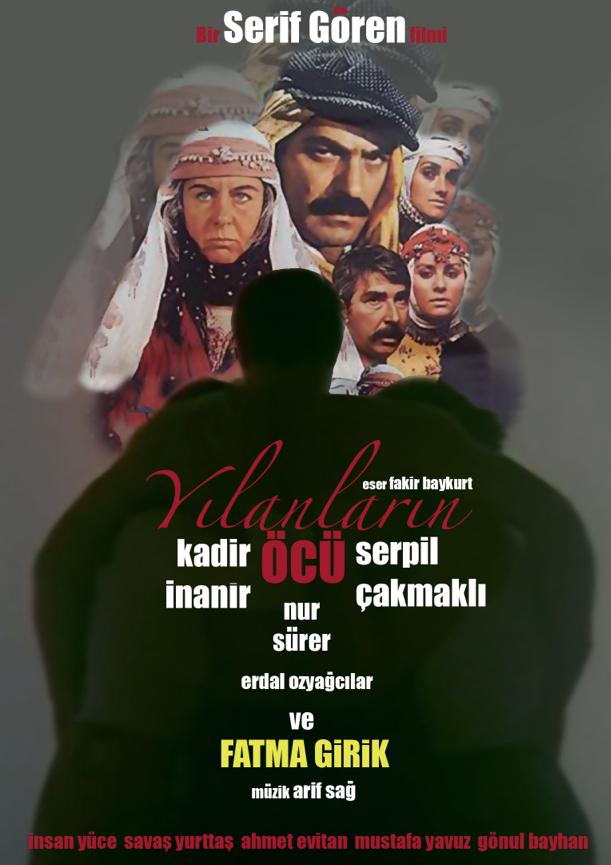 Bir Serif Gören filmi
eser fakir baykurt
Yılanların
ÖCÜ
kadir
inanir
serpil
çakmaklı
nur
sürer
erdal ozyağcılar
ve
FATMA GiRiK
müzik arif sağ
insan yüce savaş yurttaş ahmet evitan mustafa yavuz gönul bayhan